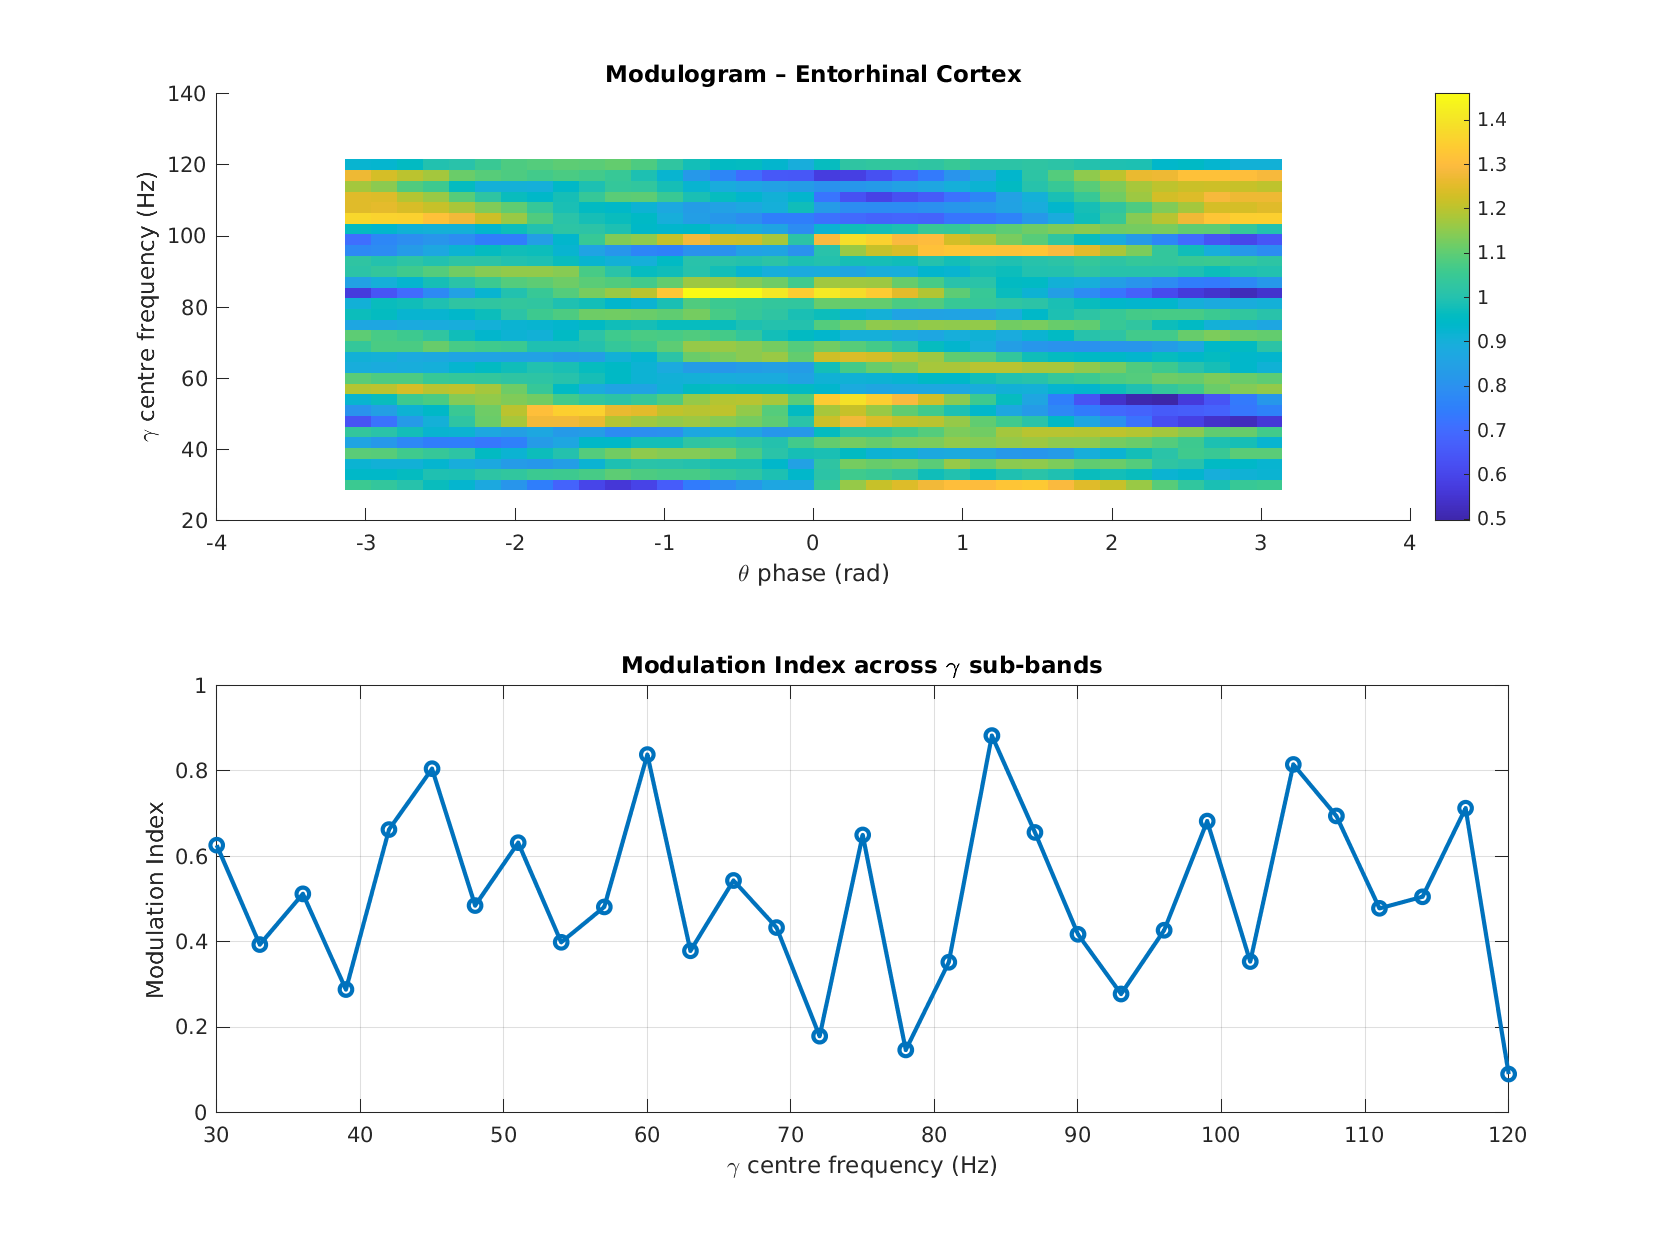 Modulogram – Entorhinal Cortex
140
120
100
80
60
40
20
γ centre frequency (Hz)
-4 -3 -2 -1 0 1 2 3 4
θ phase (rad)
1.4
1.3
1.2
1.1
1
0.9
0.8
0.7
0.6
0.5
Modulation Index across γ sub-bands
1
0.8
0.6
0.4
0.2
0
Modulation Index
30 40 50 60 70 80 90 100 110 120
γ centre frequency (Hz)